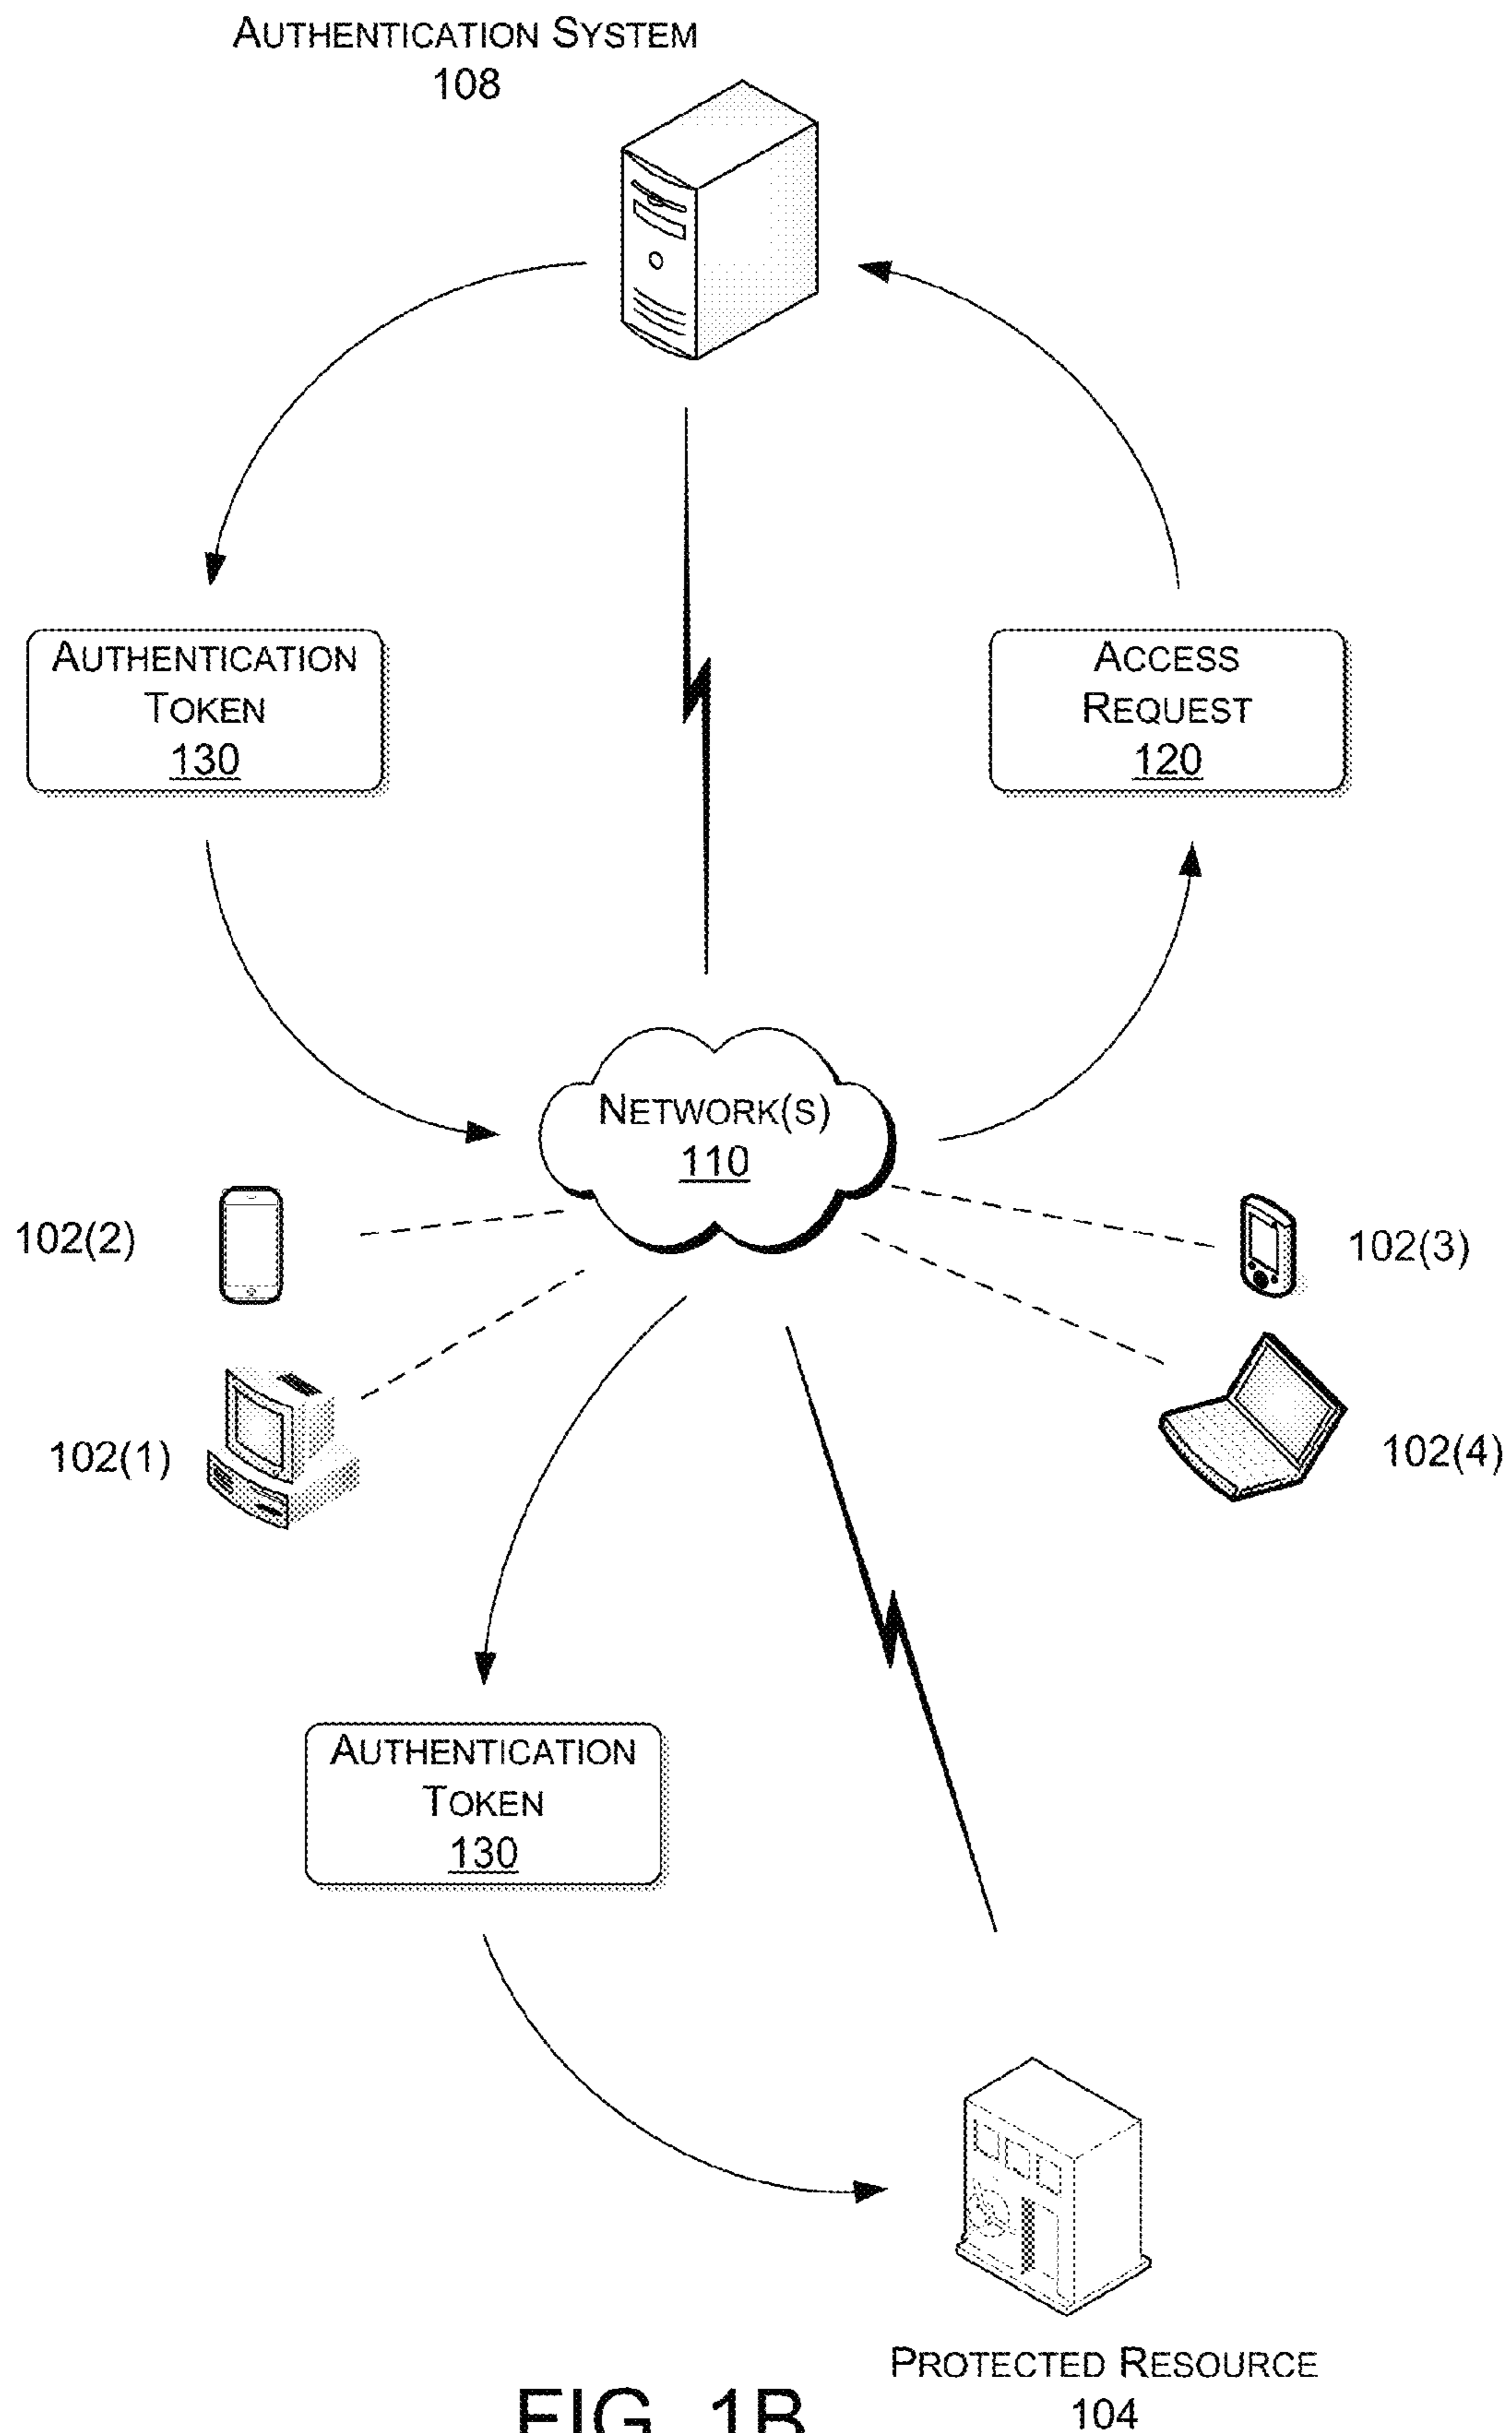 AUTHENTICATION SYSTEM
108
AUTHENTICATION
TOKEN
130
ACCESS
REQUEST
120
NETWORK(S)
110
102(2)
102(3)
102(1)
102(4)
AUTHENTICATION
TOKEN
130
PROTECTED RESOURCE
104
FIG. 1B